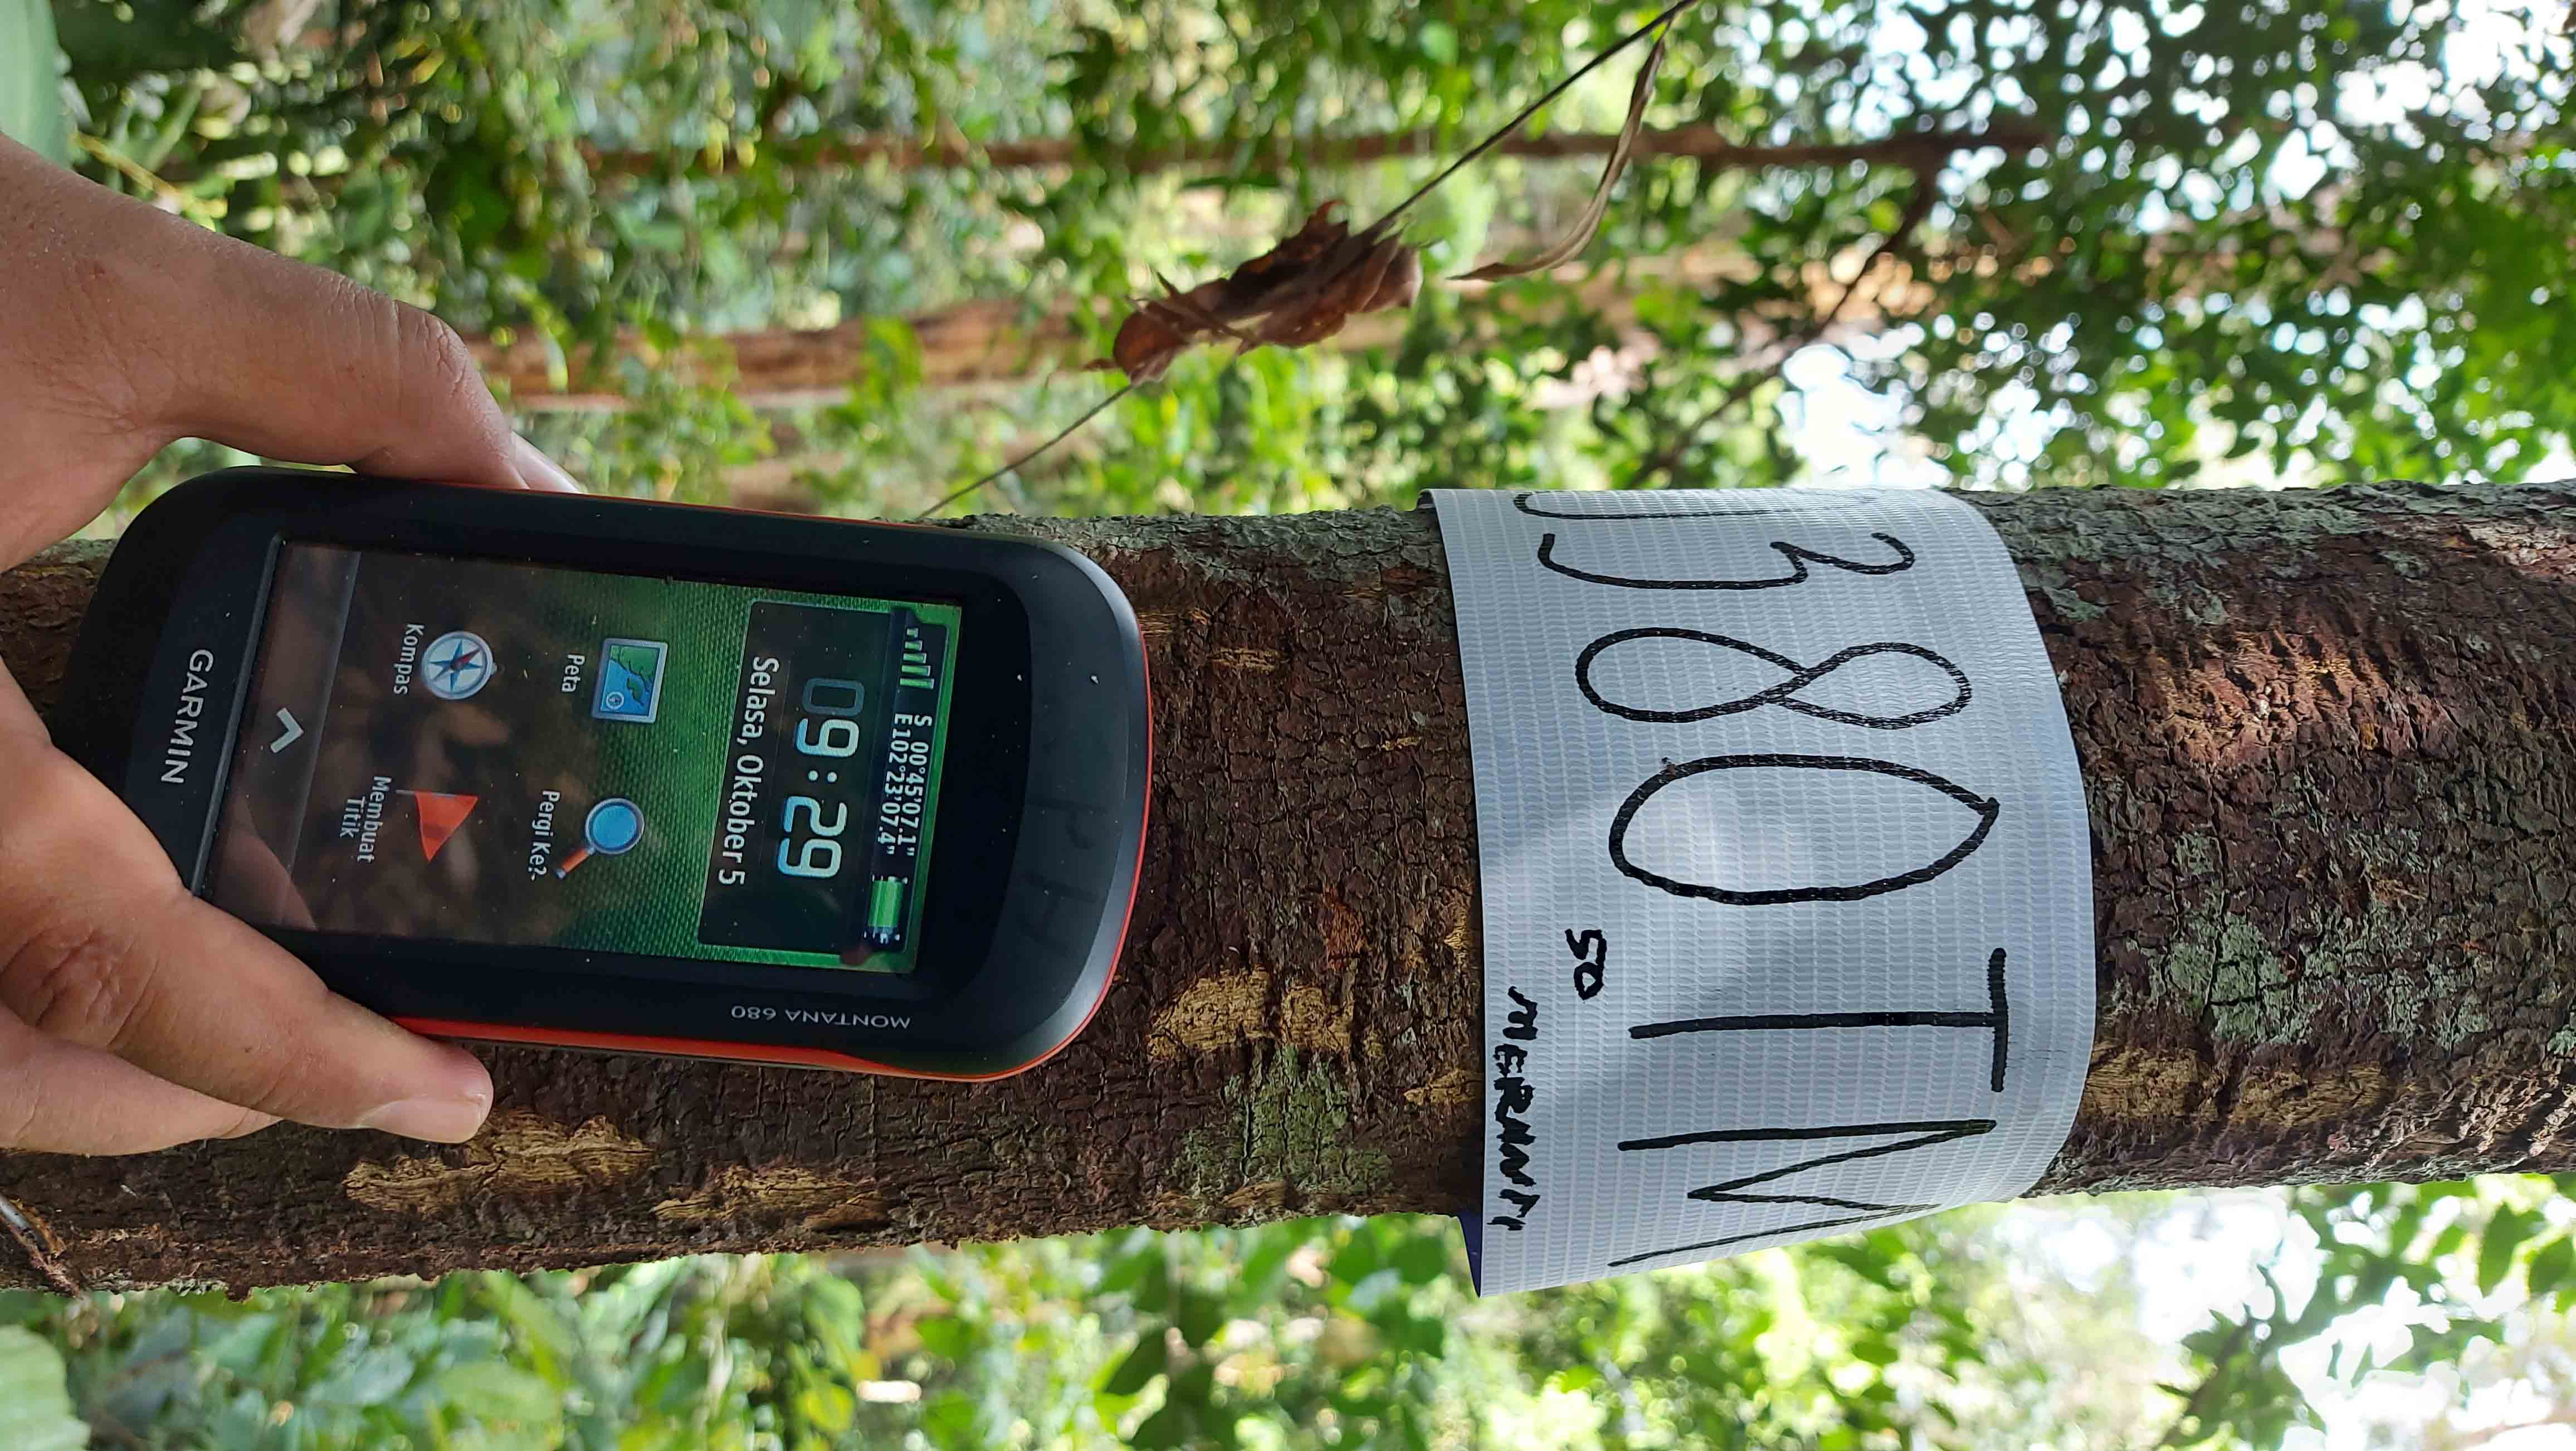 MONTANA 680
S 00°45'07.1"
E 102°23'07.4"
09:29
Selasa, Oktober 5
Peta
Pergi Ke?
Kompas
Membuat
Titik
GARMIN
380TM
50
MERANTI